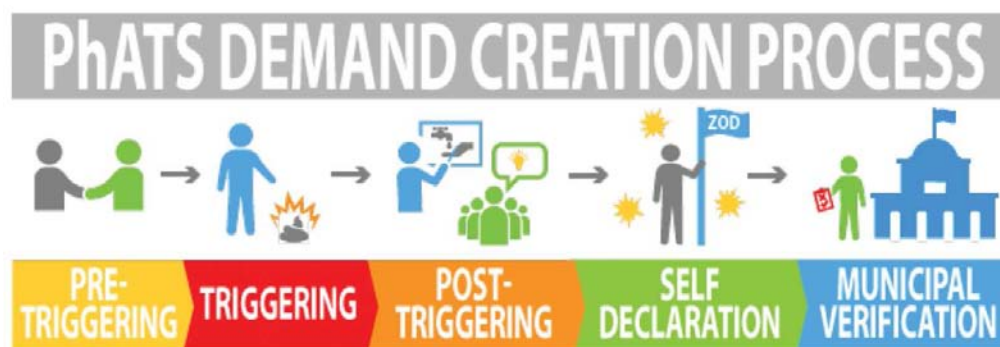 PhATS DEMAND CREATION PROCESS
ZOD
PRE-
TRIGGERING
TRIGGERING
POST-
TRIGGERING
SELF
DECLARATION
MUNICIPAL
VERIFICATION